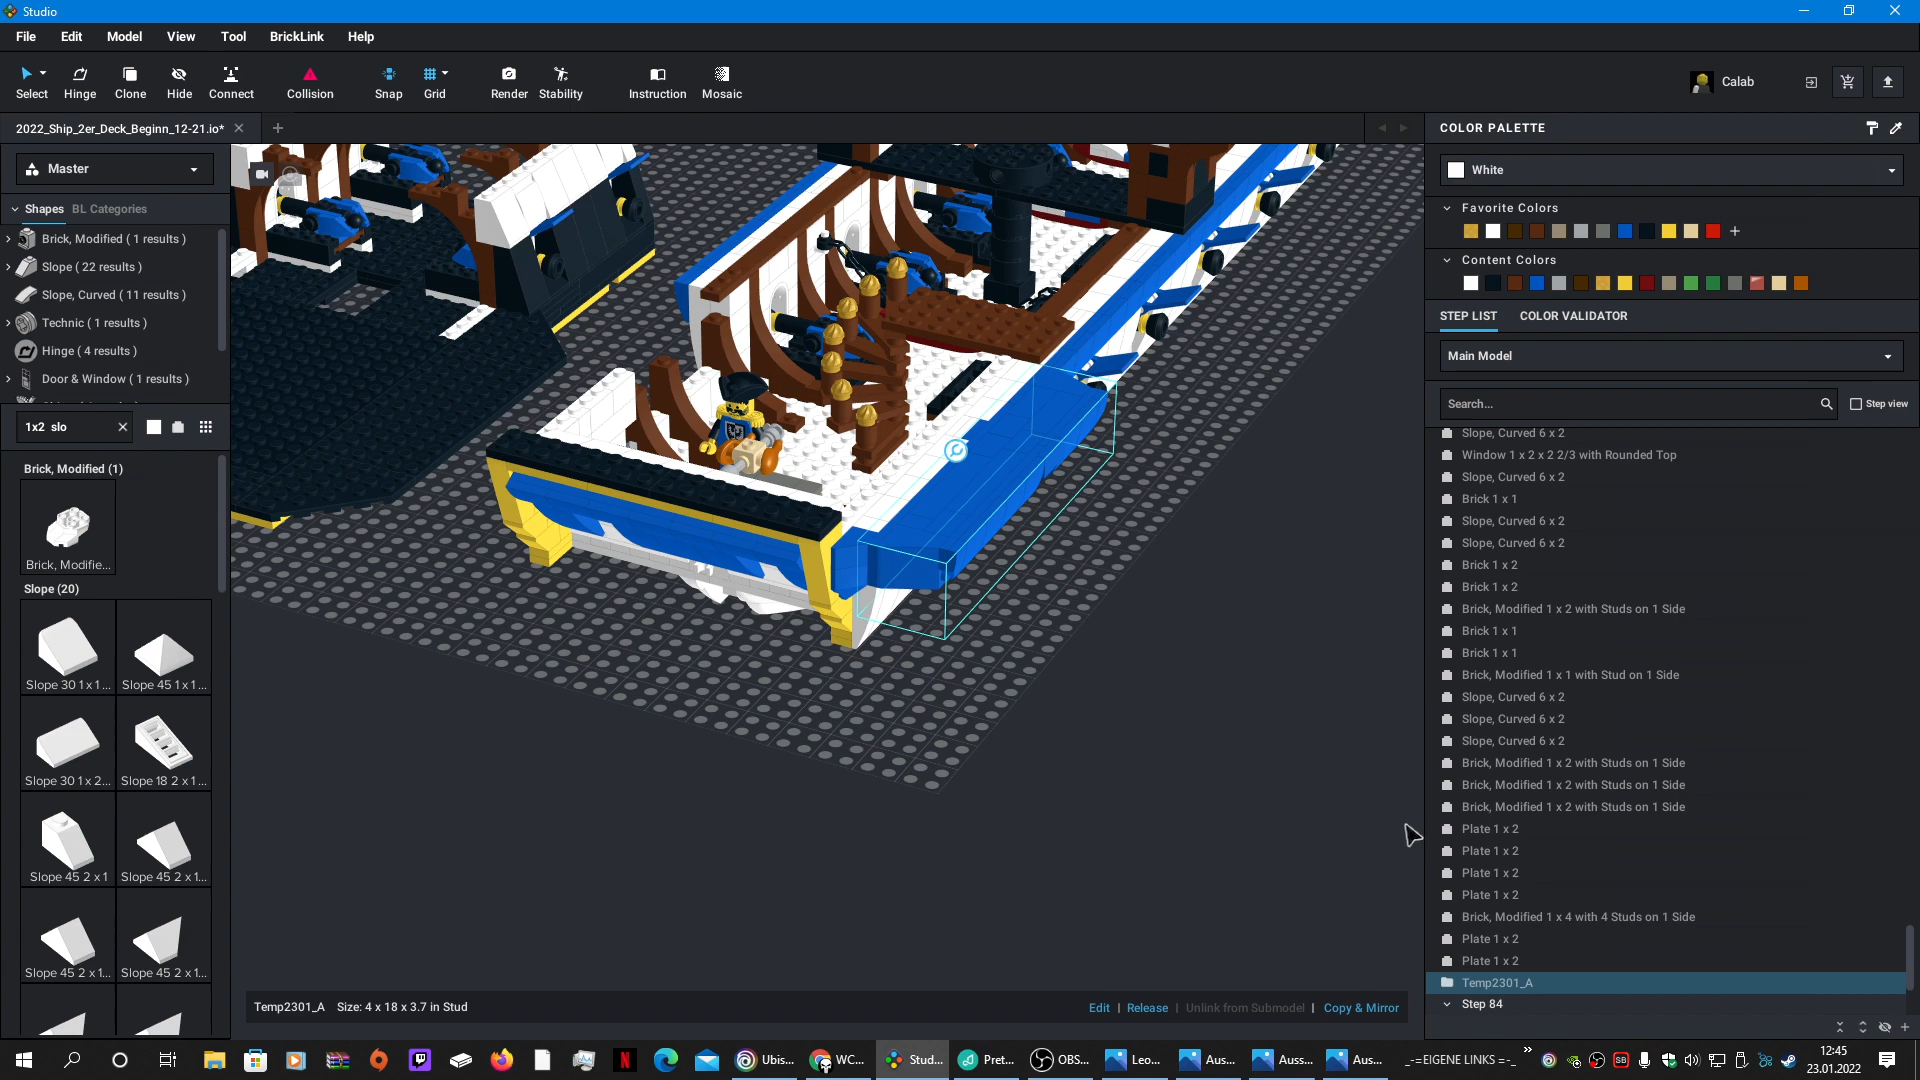 Studio
File Edit Model View Tool BrickLink Help
Select Hinge Clone Hide Connect Collision Snap Grid Render Stability Instruction Mosaic
Calab
2022_Ship_2er_Deck_Beginn_12-21.io*
Master
Shapes BL Categories
Brick, Modified ( 1 results )
Slope ( 22 results )
Slope, Curved ( 11 results )
Technic ( 1 results )
Hinge ( 4 results )
Door & Window ( 1 results )
1x2 slo
Brick, Modified (1)
Brick, Modifie...
Slope (20)
Slope 30 1 x 1 ... Slope 45 1 x 1 ...
Slope 30 1 x 2... Slope 18 2 x 1...
Slope 45 2 x 1 Slope 45 2 x 1...
Slope 45 2 x 1... Slope 45 2 x 1...
Temp2301_A Size: 4 x 18 x 3.7 in Stud
Edit | Release | Unlink from Submodel | Copy & Mirror
COLOR PALETTE
White
Favorite Colors
Content Colors
STEP LIST COLOR VALIDATOR
Main Model
Search...
Step view
Slope, Curved 6 x 2
Window 1 x 2 x 2 2/3 with Rounded Top
Slope, Curved 6 x 2
Brick 1 x 1
Slope, Curved 6 x 2
Slope, Curved 6 x 2
Brick 1 x 2
Brick 1 x 2
Brick, Modified 1 x 2 with Studs on 1 Side
Brick 1 x 1
Brick 1 x 1
Brick, Modified 1 x 1 with Stud on 1 Side
Slope, Curved 6 x 2
Slope, Curved 6 x 2
Slope, Curved 6 x 2
Brick, Modified 1 x 2 with Studs on 1 Side
Brick, Modified 1 x 2 with Studs on 1 Side
Brick, Modified 1 x 2 with Studs on 1 Side
Plate 1 x 2
Plate 1 x 2
Plate 1 x 2
Plate 1 x 2
Brick, Modified 1 x 4 with 4 Studs on 1 Side
Plate 1 x 2
Plate 1 x 2
Temp2301_A
Step 84
Ubis... WC... Stud... Pret... OBS... Leo... Aus... Auss... Aus... _-=EIGENE LINKS =-_ »
SB
12:45
23.01.2022